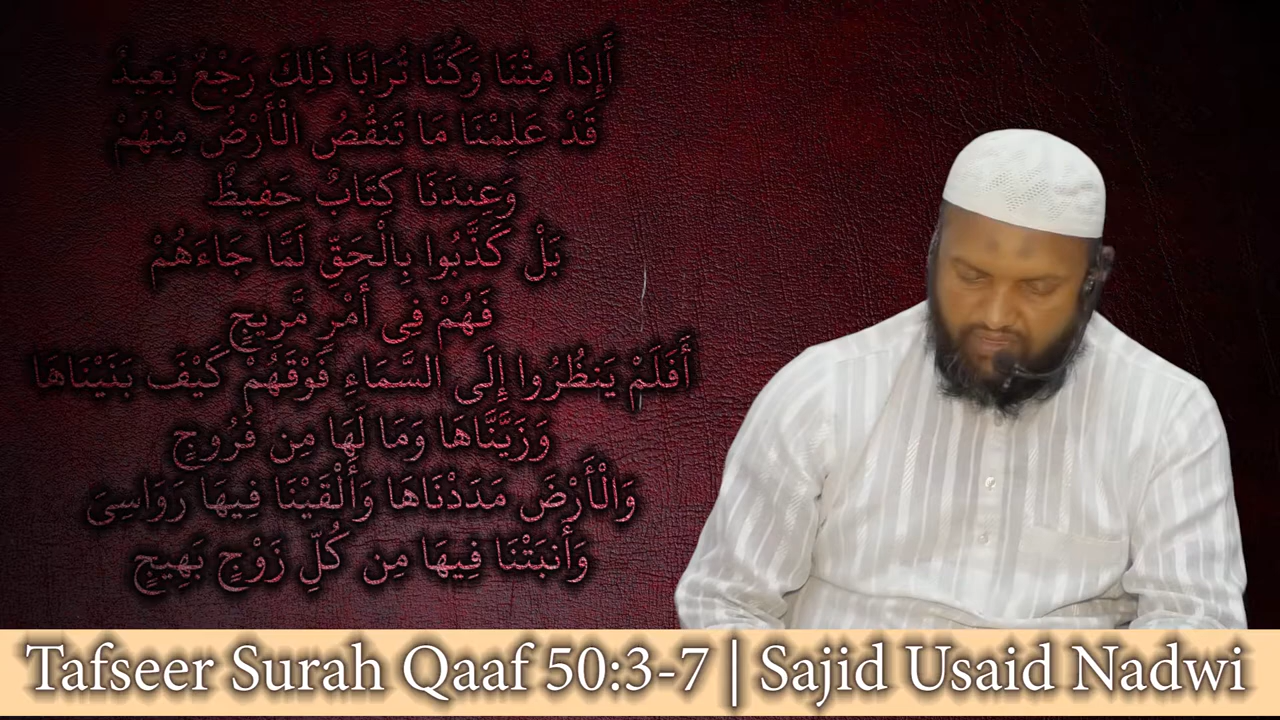 أَإِذَا مِتْنَا وَكُنَّا تُرَابًا ذَلِكَ رَجْعٌ بَعِيدٌ
قَدْ عَلِمْنَا مَا تَنقُصُ الْأَرْضُ مِنْهُمْ
وَعِندَنَا كِتَابٌ حَفِيظٌ
بَلْ كَذَّبُوا بِالْحَقِّ لَمَّا جَاءَهُمْ
فَهُمْ فِي أَمْرٍ مَّرِيجٍ
أَفَلَمْ يَنظُرُوا إِلَى السَّمَاءِ فَوْقَهُمْ كَيْفَ بَنَيْنَاهَا
وَزَيَّنَّاهَا وَمَا لَهَا مِن فُرُوجٍ
وَالْأَرْضَ مَدَدْنَاهَا وَأَلْقَيْنَا فِيهَا رَوَاسِيَ
وَأَنبَتْنَا فِيهَا مِن كُلِّ زَوْجٍ بَهِيجٍ
Tafseer Surah Qaaf 50:3-7 | Sajid Usaid Nadwi